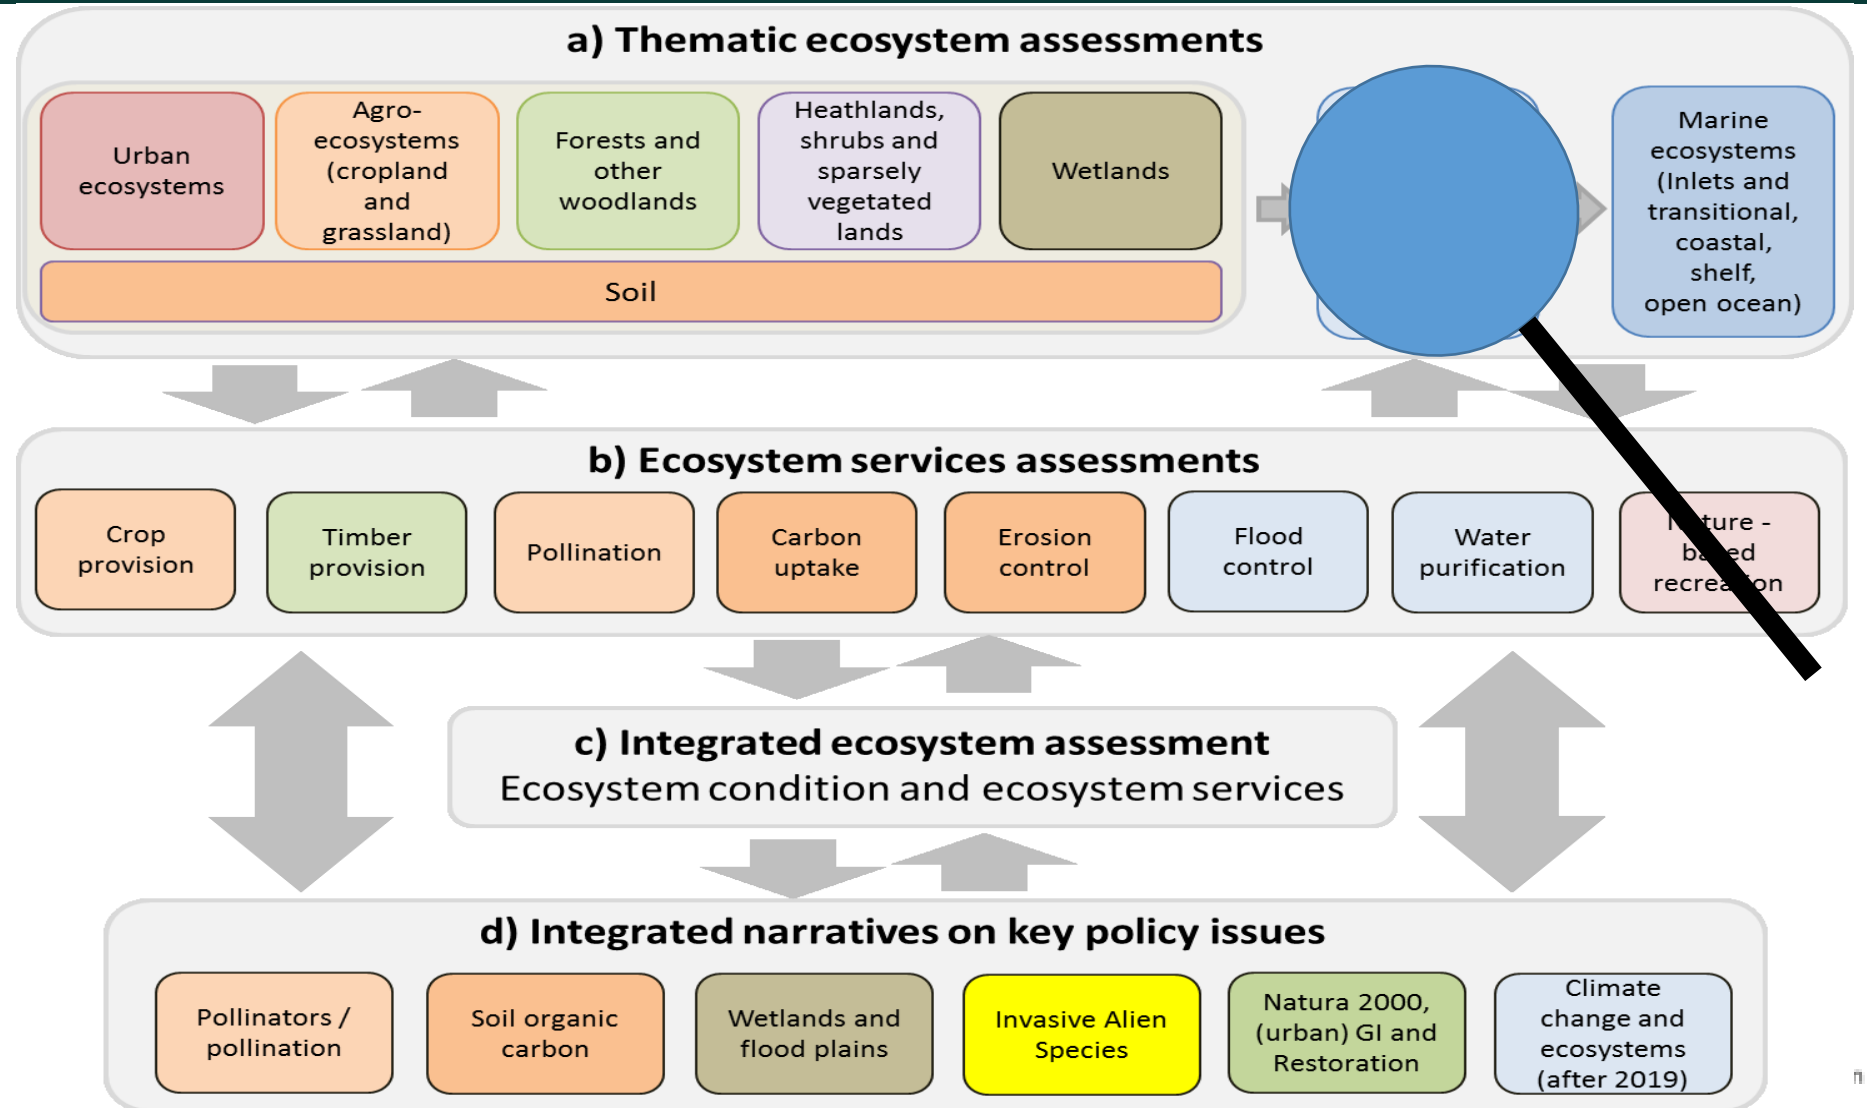 a) Thematic ecosystem assessments
Urban
ecosystems
Agro-
ecosystems
(cropland
and
grassland)
Forests and
other
woodlands
Heathlands,
shrubs and
sparsely
vegetated
lands
Wetlands
Marine
ecosystems
(Inlets and
transitional,
coastal,
shelf,
open ocean)
Soil
b) Ecosystem services assessments
Crop
provision
Timber
provision
Pollination
Carbon
uptake
Erosion
control
Flood
control
Water
purification
Nature -
based
recreation
c) Integrated ecosystem assessment
Ecosystem condition and ecosystem services
d) Integrated narratives on key policy issues
Pollinators /
pollination
Soil organic
carbon
Wetlands and
flood plains
Invasive Alien
Species
Natura 2000,
(urban) GI and
Restoration
Climate
change and
ecosystems
(after 2019)